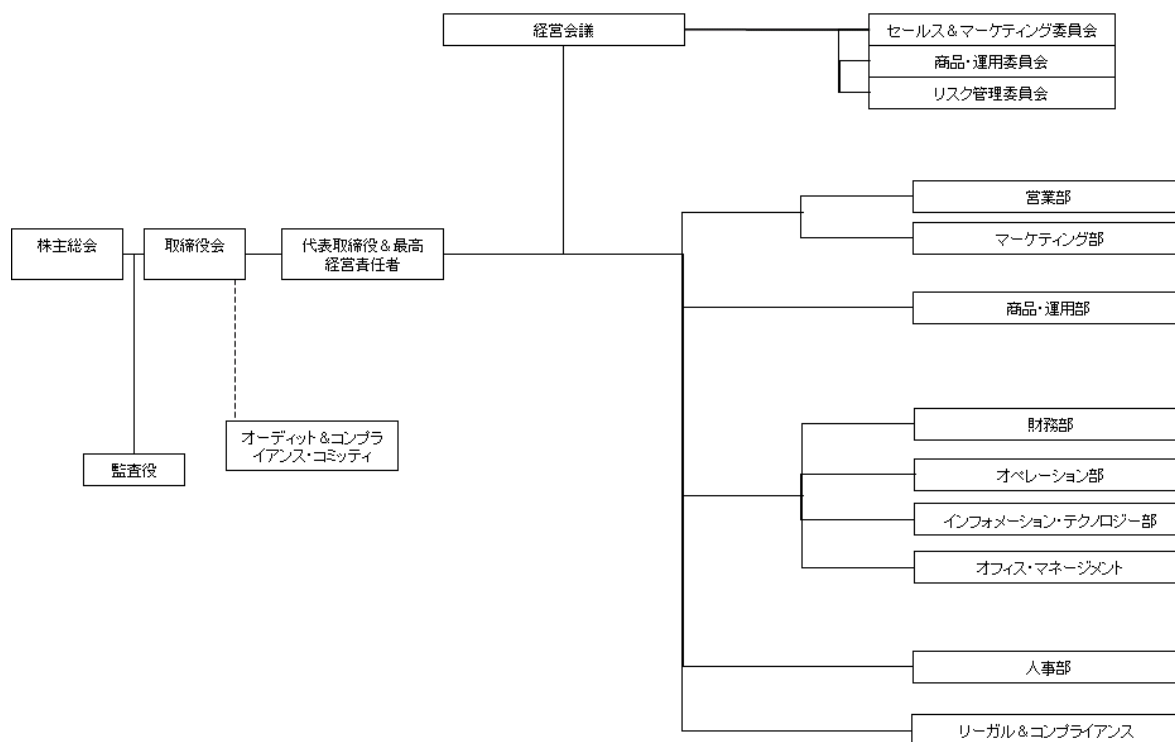 経営会議
セールス＆マーケティング委員会
商品・運用委員会
リスク管理委員会
営業部
マーケティング部
株主総会
取締役会
代表取締役＆最高
経営責任者
商品・運用部
財務部
オーディット＆コンプラ
イアンス・コミッティ
監査役
オペレーション部
インフォメーション・テクノロジー部
オフィス・マネージメント
人事部
リーガル＆コンプライアンス